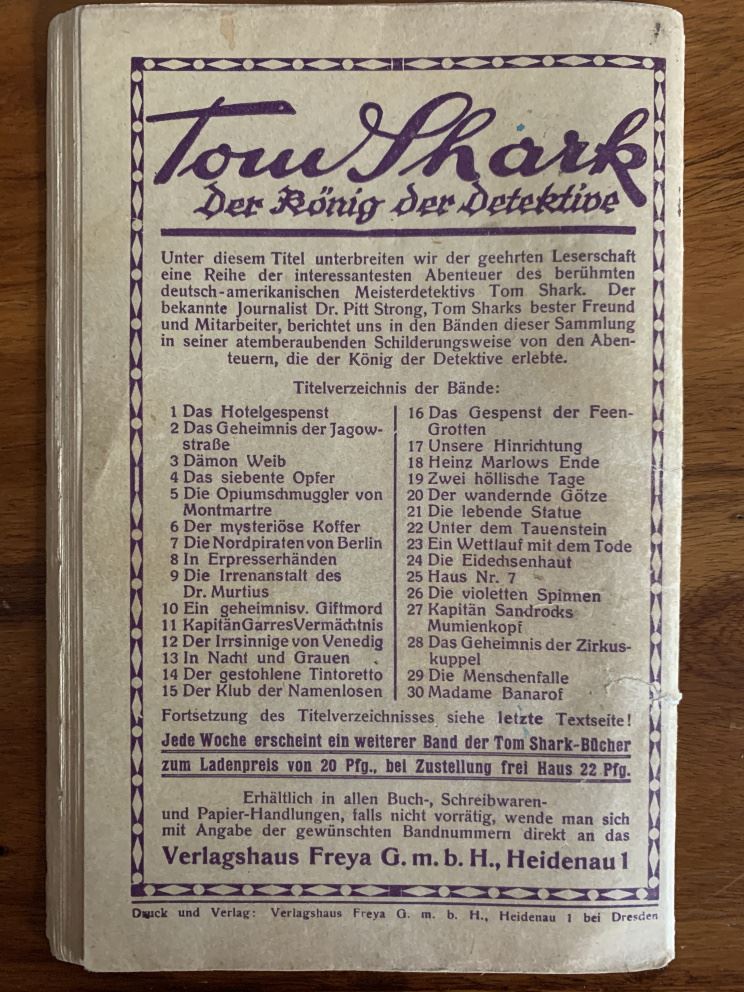 Tom Shark
Der König der Detektive
Unter diesem Titel unterbreiten wir der geehrten Leserschaft
eine Reihe der interessantesten Abenteuer des berühmten
deutsch-amerikanischen Meisterdetektivs Tom Shark. Der
bekannte Journalist Dr. Pitt Strong, Tom Sharks bester Freund
und Mitarbeiter, berichtet uns in den Bänden dieser Sammlung
in seiner atemberaubenden Schilderungsweise von den Aben-
teuern, die der König der Detektive erlebte.
Titelverzeichnis der Bände:
1 Das Hotelgespenst
2 Das Geheimnis der Jagow-
straße
3 Dämon Weib
4 Das siebente Opfer
5 Die Opiumschmuggler von
Montmartre
6 Der mysteriöse Koffer
7 Die Nordpiraten von Berlin
8 In Erpresserhänden
9 Die Irrenanstalt des
Dr. Murtius
10 Ein geheimnisv. Giftmord
11 Kapitän Garres Vermächtnis
12 Der Irrsinnige von Venedig
13 In Nacht und Grauen
14 Der gestohlene Tintoretto
15 Der Klub der Namenlosen
16 Das Gespenst der Feen-
Grotten
17 Unsere Hinrichtung
18 Heinz Marlows Ende
19 Zwei höllische Tage
20 Der wandernde Götze
21 Die lebende Statue
22 Unter dem Tauenstein
23 Ein Wettlauf mit dem Tode
24 Die Eidechsenhaut
25 Haus Nr. 7
26 Die violetten Spinnen
27 Kapitän Sandrocks
Mumienkopf
28 Das Geheimnis der Zirkus-
kuppel
29 Die Menschenfalle
30 Madame Banarof
Fortsetzung des Titelverzeichnisses siehe letzte Textseite!
Jede Woche erscheint ein weiterer Band der Tom Shark-Bücher
zum Ladenpreis von 20 Pfg., bei Zustellung frei Haus 22 Pfg.
Erhältlich in allen Buch-, Schreibwaren-
und Papier-Handlungen, falls nicht vorrätig, wende man sich
mit Angabe der gewünschten Bandnummern direkt an das
Verlagshaus Freya G. m. b. H., Heidenau 1
Druck und Verlag: Verlagshaus Freya G. m. b. H., Heidenau 1 bei Dresden